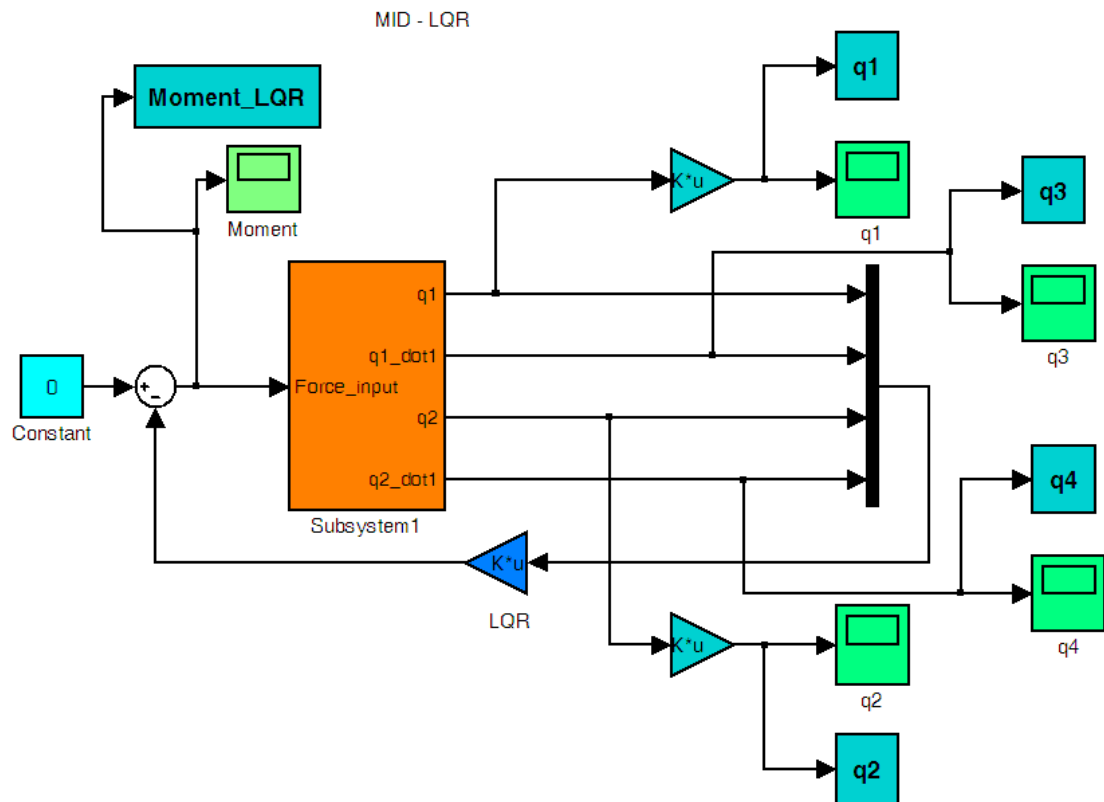 MID - LQR
q1
Moment_LQR
K*u
q3
Moment
q1
q1
q1_dot1
q3
0
Force_input
Constant
q2
q4
q2_dot1
Subsystem1
K*u
LQR
K*u
q4
q2
q2